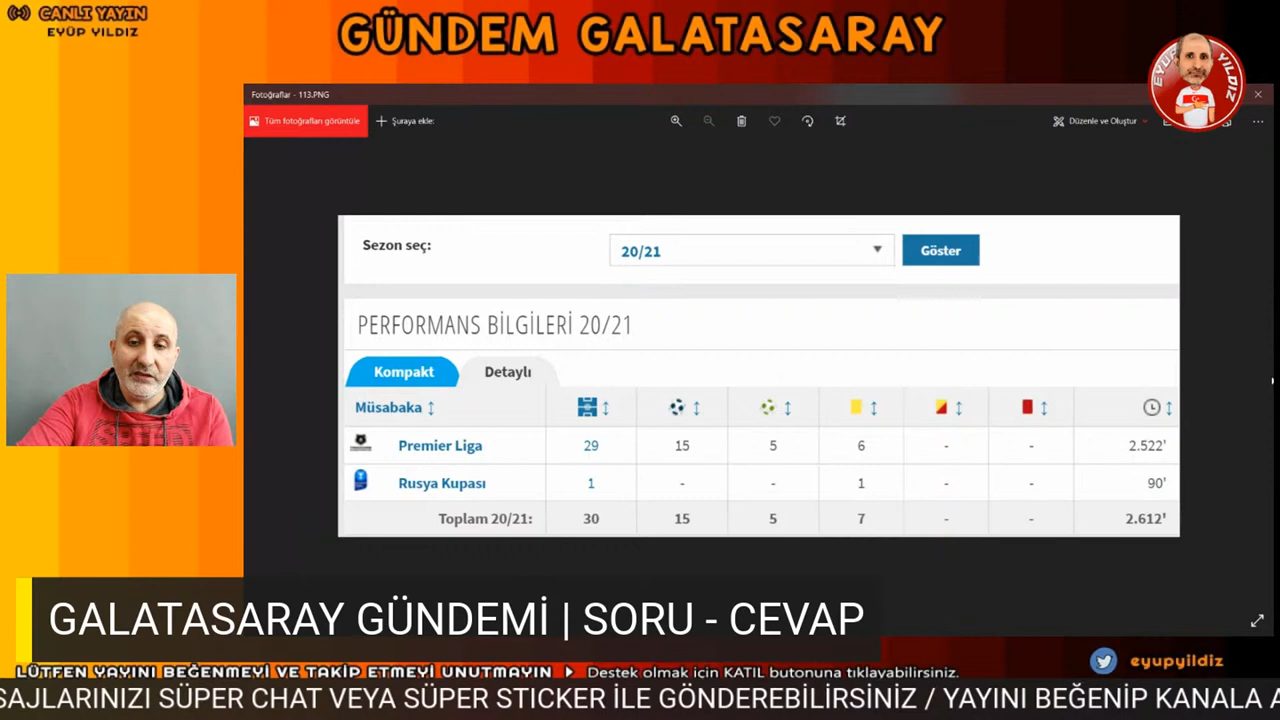 CANLI YAYIN
EYÜP YILDIZ
GÜNDEM GALATASARAY
EYÜP YILDIZ
Fotoğraflar - 113.PNG
Tüm fotoğrafları görüntüle
Şuraya ekle:
Düzenle ve Oluştur
Sezon seç:
20/21
Göster
PERFORMANS BİLGİLERİ 20/21
Kompakt Detaylı
Müsabaka
Premier Liga 29 15 5 6 - - 2.522'
Rusya Kupası 1 - - 1 - - 90'
Toplam 20/21: 30 15 5 7 - - 2.612'
GALATASARAY GÜNDEMİ | SORU - CEVAP
LÜTFEN YAYINI BEĞENMEYİ VE TAKİP ETMEYİ UNUTMAYIN Destek olmak için KATIL butonuna tıklayabilirsiniz.
eyupyildiz
SAJLARINIZI SÜPER CHAT VEYA SÜPER STICKER İLE GÖNDEREBİLİRSİNİZ / YAYINI BEĞENİP KANALA A